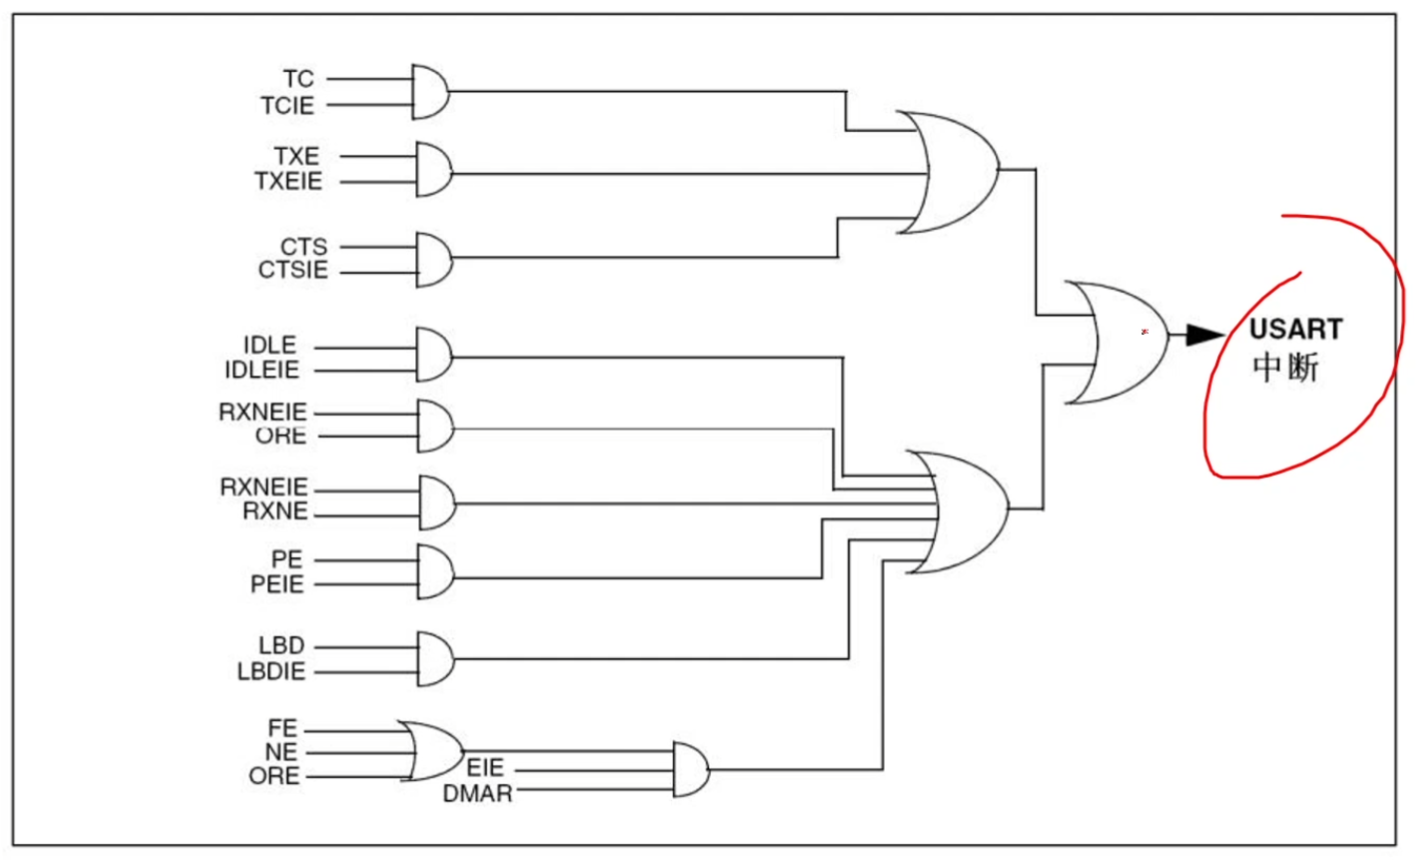 TC
TCIE
TXE
TXEIE
CTS
CTSIE
IDLE
IDLEIE
RXNEIE
ORE
RXNEIE
RXNE
PE
PEIE
LBD
LBDIE
FE
NE
ORE
EIE
DMAR
USART
中断